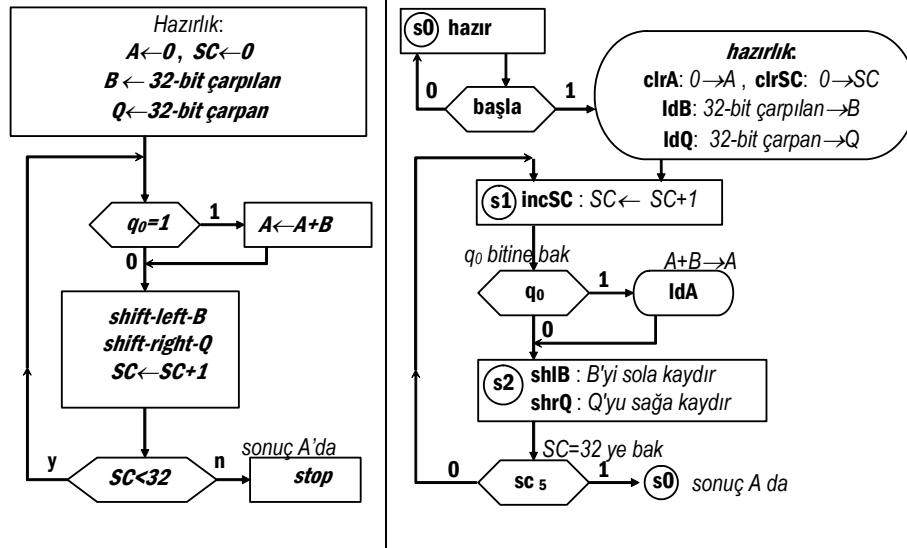 Hazırlık:
A←0 , SC←0
B ← 32-bit çarpılan
Q←32-bit çarpan
q0=1
1
A←A+B
0
shift-left-B
shift-right-Q
SC←SC+1
y
SC<32
n
sonuç A'da
stop
s0 hazır
0
başla
1
hazırlık:
clrA: 0→A , clrSC: 0→SC
ldB: 32-bit çarpılan→B
ldQ: 32-bit çarpan→Q
s1 incSC : SC← SC+1
q0 bitine bak
q0
1
A+B→A
ldA
0
s2 shlB : B'yi sola kaydır
shrQ : Q'yu sağa kaydır
SC=32 ye bak
0
sc 5
1
s0 sonuç A da